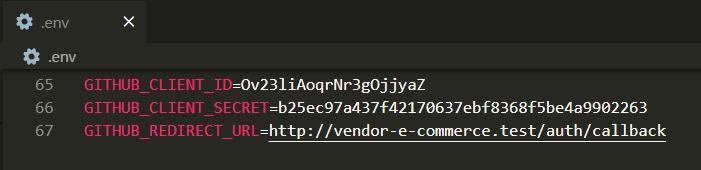 .env
.env
65 GITHUB_CLIENT_ID=Ov23liAoqrNr3gOjjyaZ
66 GITHUB_CLIENT_SECRET=b25ec97a437f42170637ebf8368f5be4a9902263
67 GITHUB_REDIRECT_URL=http://vendor-e-commerce.test/auth/callback